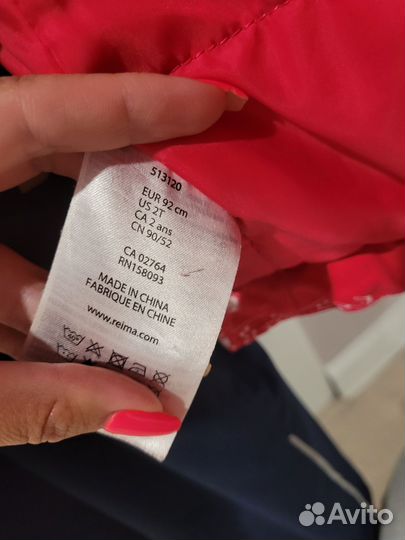 513120
EUR 92 cm
US 2T
CA 2 ans
CN 90/52
CA 02764
RN158093
MADE IN CHINA
FABRIQUE EN CHINE
www.reima.com
Avito